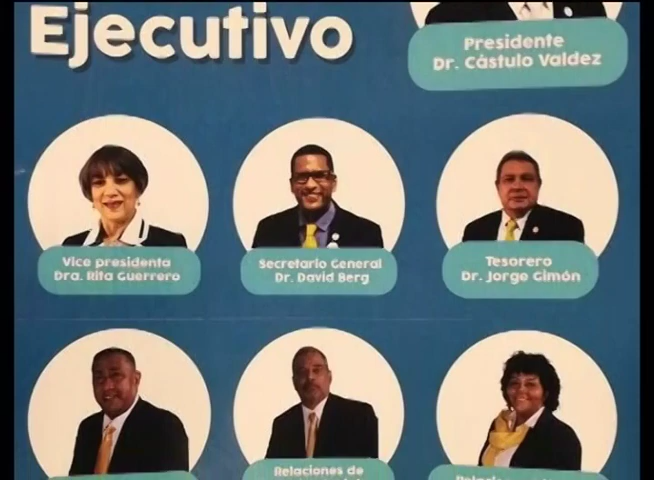 Ejecutivo
Presidente
Dr. Cástulo Valdez
Vice presidenta
Dra. Rita Guerrero
Secretario General
Dr. David Berg
Tesorero
Dr. Jorge Gimón
Relaciones de